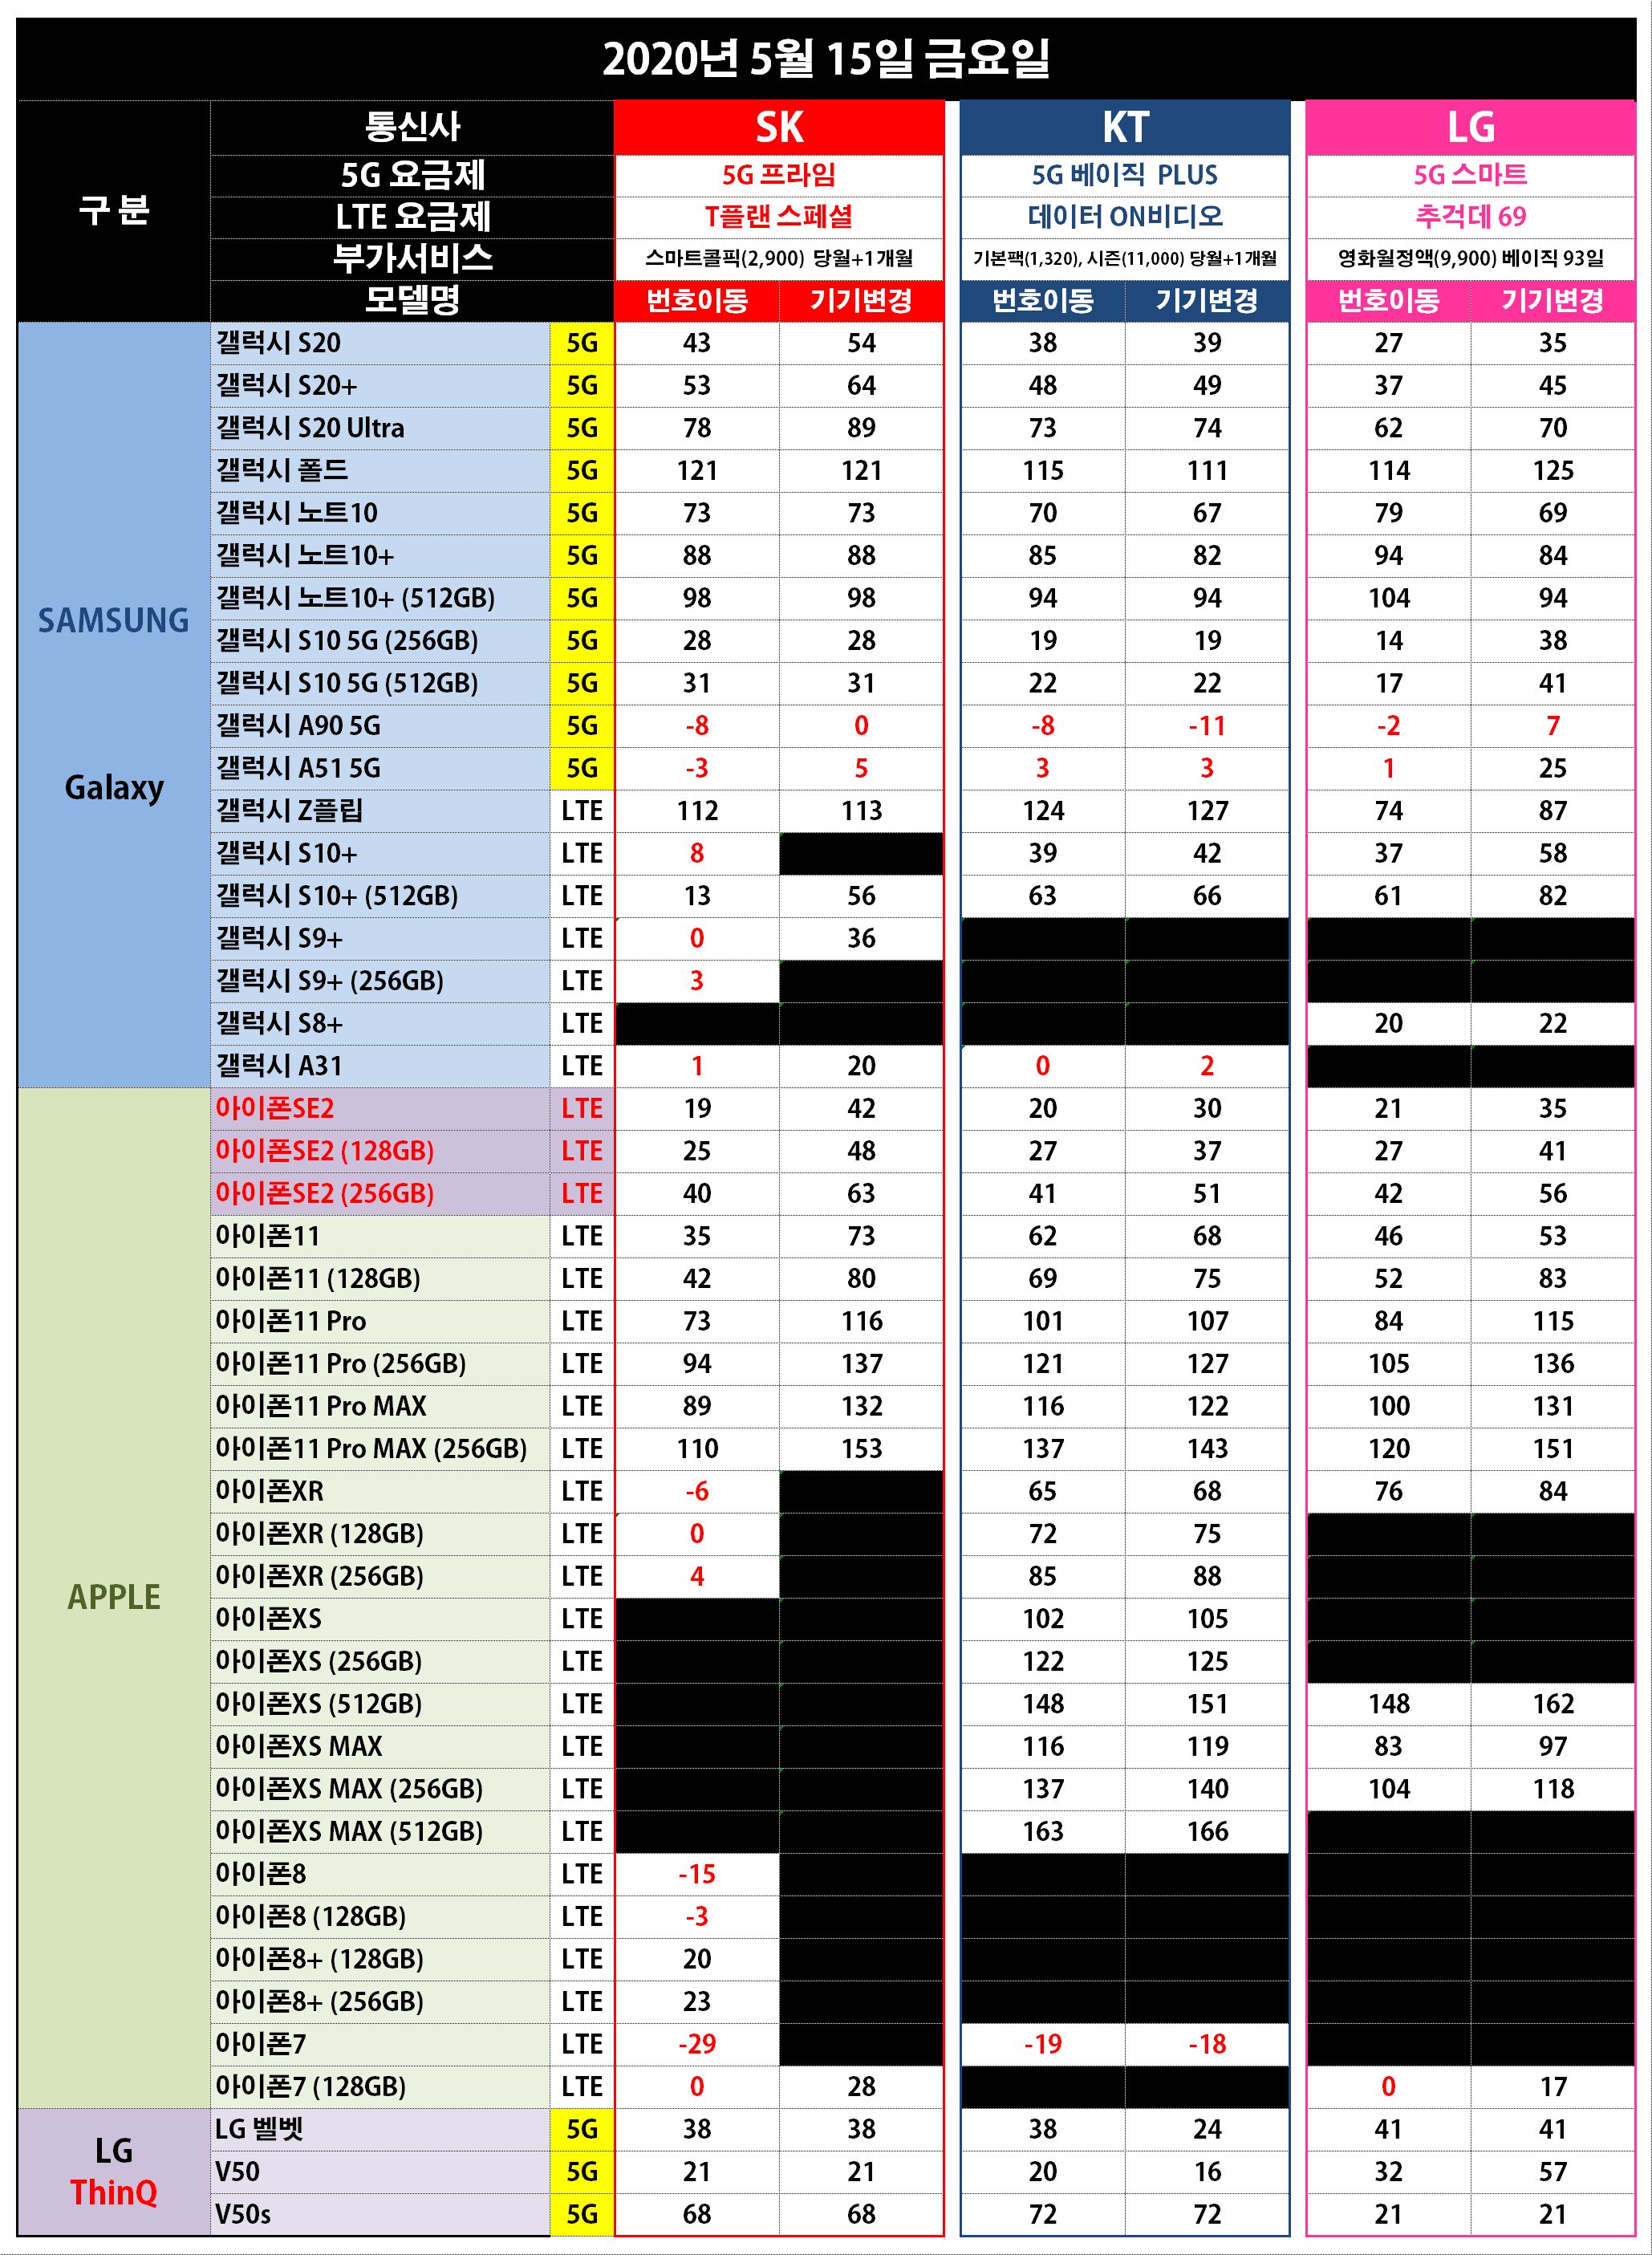 2020년 5월 15일 금요일
구 분 통신사 SK KT LG
5G 요금제 5G 프라임 5G 베이직 PLUS 5G 스마트
LTE 요금제 T플랜 스페셜 데이터 ON비디오 추걱데 69
부가서비스 스마트콜픽(2,900) 당월+1개월 기본팩(1,320), 시즌(11,000) 당월+1개월 영화월정액(9,900) 베이직 93일
모델명 번호이동 기기변경 번호이동 기기변경 번호이동 기기변경
SAMSUNG
Galaxy
갤럭시 S20 5G 43 54 38 39 27 35
갤럭시 S20+ 5G 53 64 48 49 37 45
갤럭시 S20 Ultra 5G 78 89 73 74 62 70
갤럭시 폴드 5G 121 121 115 111 114 125
갤럭시 노트10 5G 73 73 70 67 79 69
갤럭시 노트10+ 5G 88 88 85 82 94 84
갤럭시 노트10+ (512GB) 5G 98 98 94 94 104 94
갤럭시 S10 5G (256GB) 5G 28 28 19 19 14 38
갤럭시 S10 5G (512GB) 5G 31 31 22 22 17 41
갤럭시 A90 5G 5G -8 0 -8 -11 -2 7
갤럭시 A51 5G 5G -3 5 3 3 1 25
갤럭시 Z플립 LTE 112 113 124 127 74 87
갤럭시 S10+ LTE 8 39 42 37 58
갤럭시 S10+ (512GB) LTE 13 56 63 66 61 82
갤럭시 S9+ LTE 0 36
갤럭시 S9+ (256GB) LTE 3
갤럭시 S8+ LTE 20 22
갤럭시 A31 LTE 1 20 0 2
APPLE
아이폰SE2 LTE 19 42 20 30 21 35
아이폰SE2 (128GB) LTE 25 48 27 37 27 41
아이폰SE2 (256GB) LTE 40 63 41 51 42 56
아이폰11 LTE 35 73 62 68 46 53
아이폰11 (128GB) LTE 42 80 69 75 52 83
아이폰11 Pro LTE 73 116 101 107 84 115
아이폰11 Pro (256GB) LTE 94 137 121 127 105 136
아이폰11 Pro MAX LTE 89 132 116 122 100 131
아이폰11 Pro MAX (256GB) LTE 110 153 137 143 120 151
아이폰XR LTE -6 65 68 76 84
아이폰XR (128GB) LTE 0 72 75
아이폰XR (256GB) LTE 4 85 88
아이폰XS LTE 102 105
아이폰XS (256GB) LTE 122 125
아이폰XS (512GB) LTE 148 151 148 162
아이폰XS MAX LTE 116 119 83 97
아이폰XS MAX (256GB) LTE 137 140 104 118
아이폰XS MAX (512GB) LTE 163 166
아이폰8 LTE -15
아이폰8 (128GB) LTE -3
아이폰8+ (128GB) LTE 20
아이폰8+ (256GB) LTE 23
아이폰7 LTE -29 -19 -18
아이폰7 (128GB) LTE 0 28 0 17
LG
ThinQ
LG 벨벳 5G 38 38 38 24 41 41
V50 5G 21 21 20 16 32 57
V50s 5G 68 68 72 72 21 21